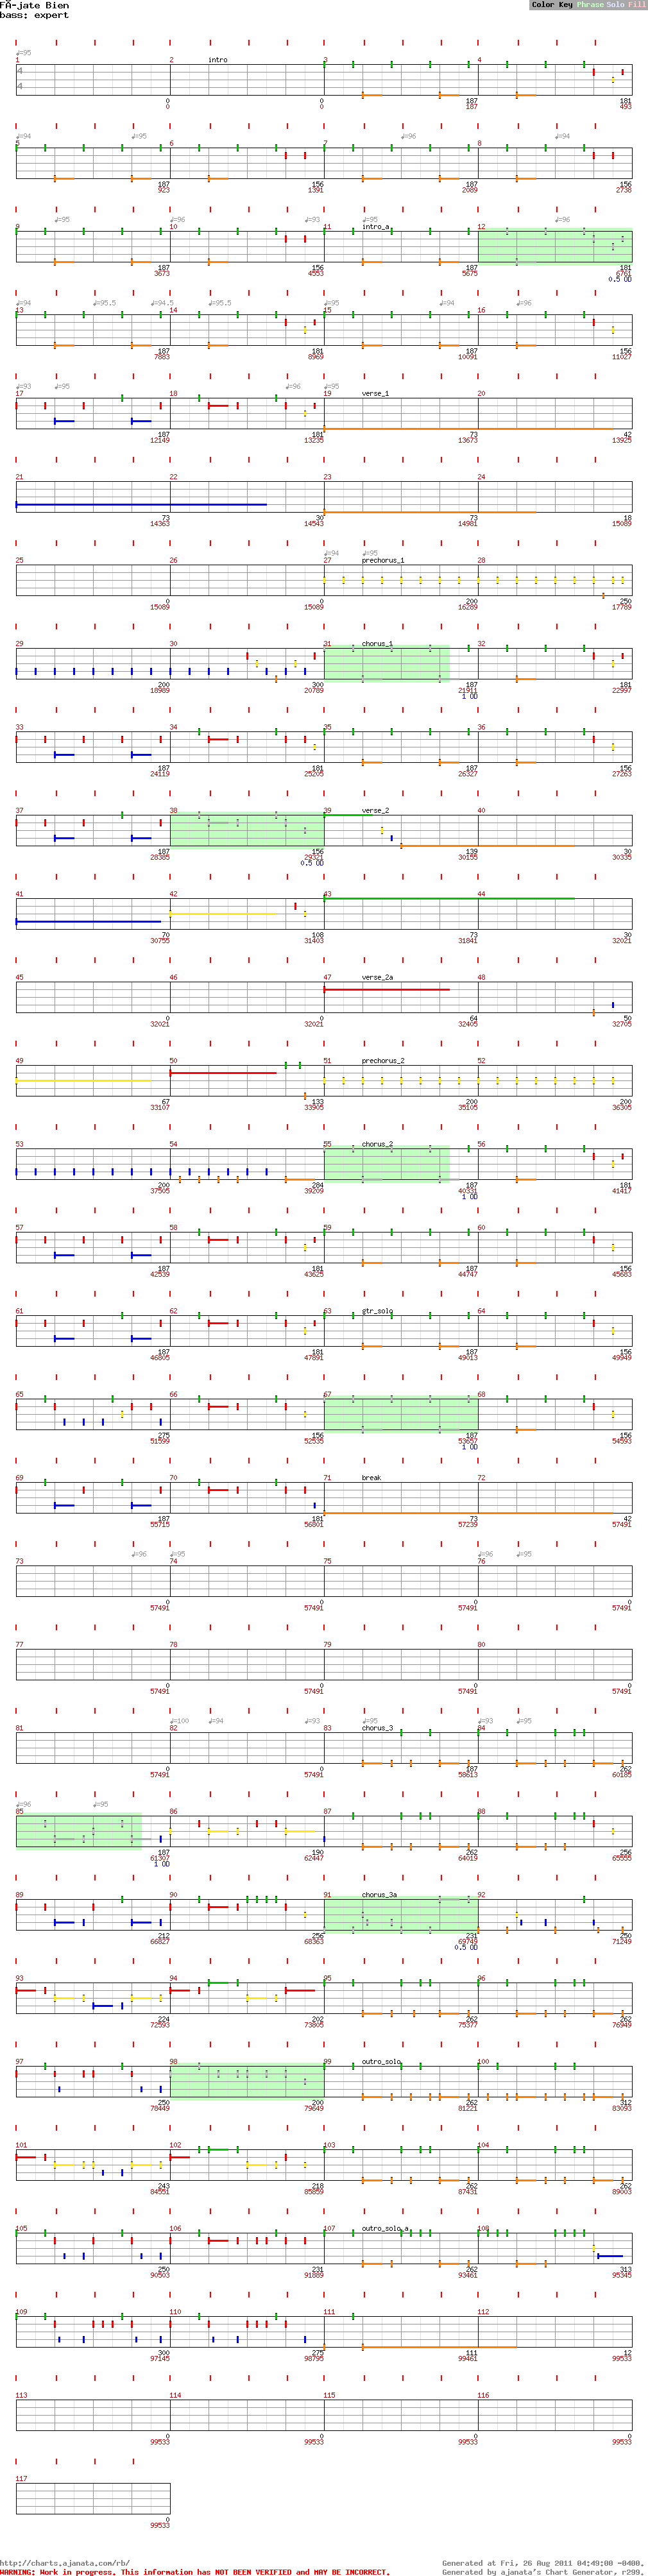 FÃ-jate Bien
Color Key Phrase Solo Fill
bass: expert
♩=95
1 2 intro 3 4
4
4
0 0 187 181
0 0 187 493
♩=94 ♩=95 ♩=96 ♩=94
5 6 7 8
187 156 187 156
923 1391 2089 2738
♩=95 ♩=96 ♩=93 ♩=95 ♩=96
9 10 11 intro_a 12
187 156 187 181
3673 4553 5675 6761
0.5 OD
♩=94 ♩=95.5 ♩=94.5 ♩=95.5 ♩=95 ♩=94 ♩=96
13 14 15 16
187 181 187 156
7883 8969 10091 11027
♩=93 ♩=95 ♩=96 ♩=95
17 18 19 verse_1 20
187 181 73 42
12149 13235 13673 13925
21 22 23 24
73 30 73 18
14363 14543 14981 15089
♩=94 ♩=95
25 26 27 prechorus_1 28
0 0 200 250
15089 15089 16289 17789
29 30 31 chorus_1 32
200 300 187 181
18989 20789 21911 22997
1 OD
33 34 35 36
187 181 187 156
24119 25205 26327 27263
37 38 39 verse_2 40
187 156 139 30
28385 29321 30155 30335
0.5 OD
41 42 43 44
70 108 73 30
30755 31403 31841 32021
45 46 47 verse_2a 48
0 0 64 50
32021 32021 32405 32705
49 50 51 prechorus_2 52
67 133 200 200
33107 33905 35105 36305
53 54 55 chorus_2 56
200 284 187 181
37505 39209 40331 41417
1 OD
57 58 59 60
187 181 187 156
42539 43625 44747 45683
61 62 63 gtr_solo 64
187 181 187 156
46805 47891 49013 49949
65 66 67 68
275 156 187 156
51599 52535 53657 54593
1 OD
69 70 71 break 72
187 181 73 42
55715 56801 57239 57491
♩=96 ♩=95 ♩=96 ♩=95
73 74 75 76
0 0 0 0
57491 57491 57491 57491
77 78 79 80
0 0 0 0
57491 57491 57491 57491
♩=100 ♩=94 ♩=93 ♩=95 ♩=93 ♩=95
81 82 83 chorus_3 84
0 0 187 262
57491 57491 58613 60185
♩=96 ♩=95
85 86 87 88
187 190 262 256
61307 62447 64019 65555
1 OD
89 90 91 chorus_3a 92
212 256 231 250
66827 68363 69749 71249
0.5 OD
93 94 95 96
224 202 262 262
72593 73805 75377 76949
97 98 99 outro_solo 100
250 200 262 312
78449 79649 81221 83093
101 102 103 104
243 218 262 262
84551 85859 87431 89003
105 106 107 outro_solo_a 108
250 231 262 313
90503 91889 93461 95345
109 110 111 112
300 275 111 12
97145 98795 99461 99533
113 114 115 116
0 0 0 0
99533 99533 99533 99533
117
0
99533
http://charts.ajanata.com/rb/
Generated at Fri, 26 Aug 2011 04:49:00 -0400.
WARNING: Work in progress. This information has NOT BEEN VERIFIED and MAY BE INCORRECT.
Generated by ajanata's Chart Generator, r299.